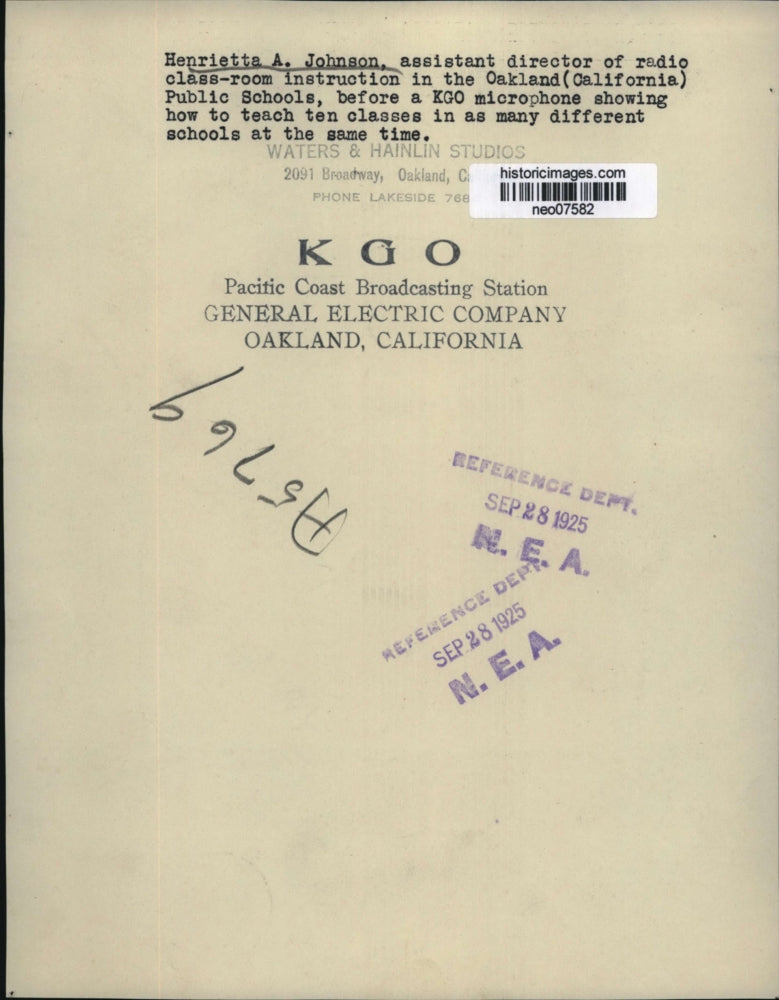 Henrietta A. Johnson, assistant director of radio
class-room instruction in the Oakland(California)
Public Schools, before a KGO microphone showing
how to teach ten classes in as many different
schools at the same time.
WATERS & HAINLIN STUDIOS
2091 Broadway, Oakland,
PHONE LAKESIDE 768
historicimages.com
neo07582
KGO
Pacific Coast Broadcasting Station
GENERAL ELECTRIC COMPANY
OAKLAND, CALIFORNIA
A5769
REFERENCE DEPT.
SEP 28 1925
N. E. A.
REFERENCE DEPT.
SEP 28 1925
N. E. A.